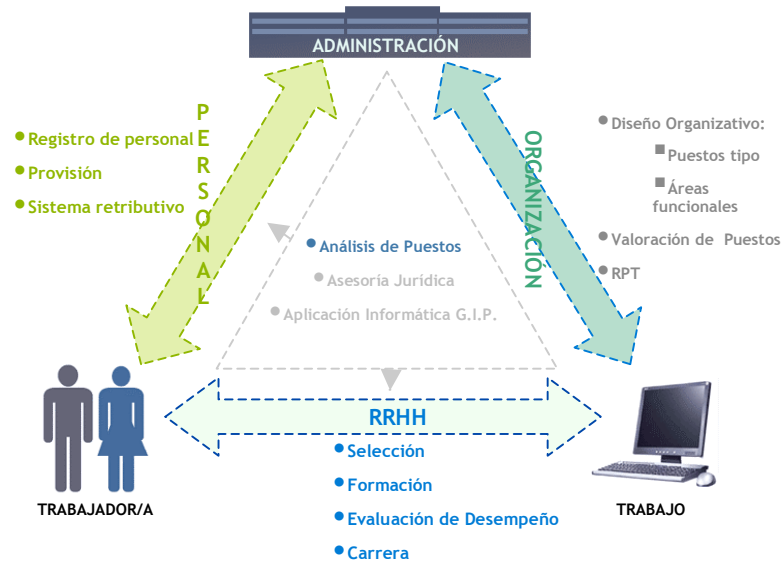 ADMINISTRACIÓN
PERSONAL
• Registro de personal
• Provisión
• Sistema retributivo
ORGANIZACIÓN
• Diseño Organizativo:
▪ Puestos tipo
▪ Áreas
funcionales
• Valoración de Puestos
• RPT
• Análisis de Puestos
• Asesoria Jurídica
• Aplicación Informática G.I.P.
RRHH
• Selección
• Formación
• Evaluación de Desempeño
• Carrera
TRABAJADOR/A
TRABAJO